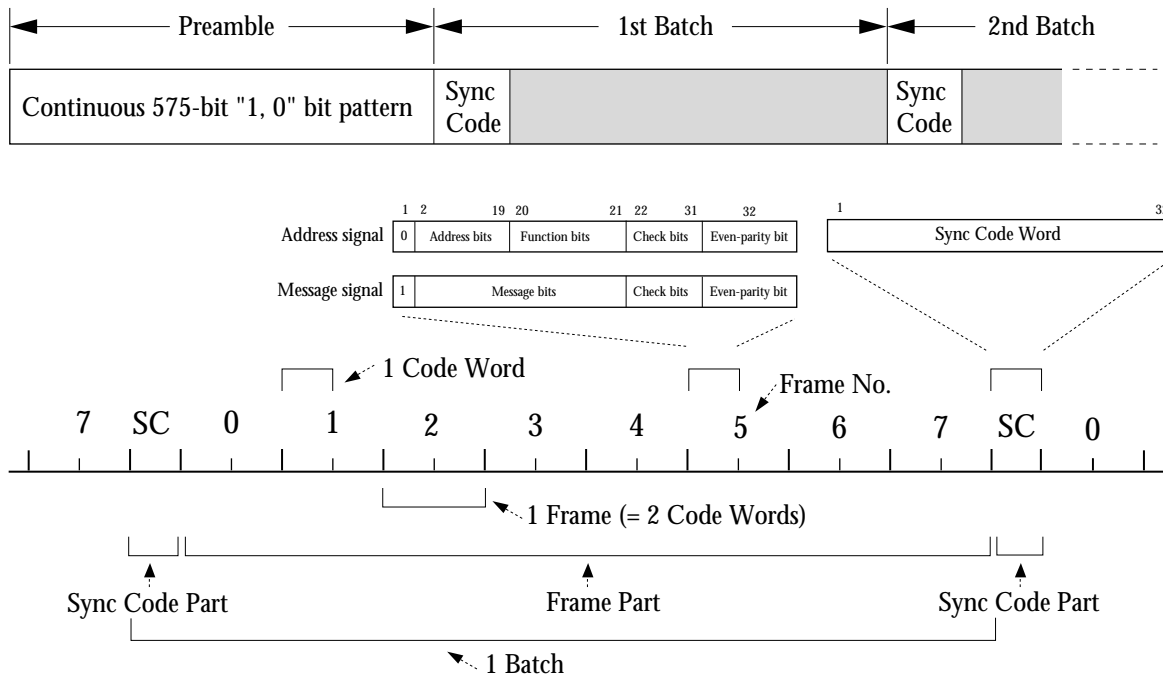 Preamble 1st Batch 2nd Batch
Continuous 575-bit "1, 0" bit pattern
Sync Code
Sync Code
1 2 19 20 21 22 31 32
Address signal 0 Address bits Function bits Check bits Even-parity bit
Message signal 1 Message bits Check bits Even-parity bit
1
Sync Code Word
1 Code Word
Frame No.
7 SC 0 1 2 3 4 5 6 7 SC 0
1 Frame (= 2 Code Words)
Sync Code Part Frame Part Sync Code Part
1 Batch